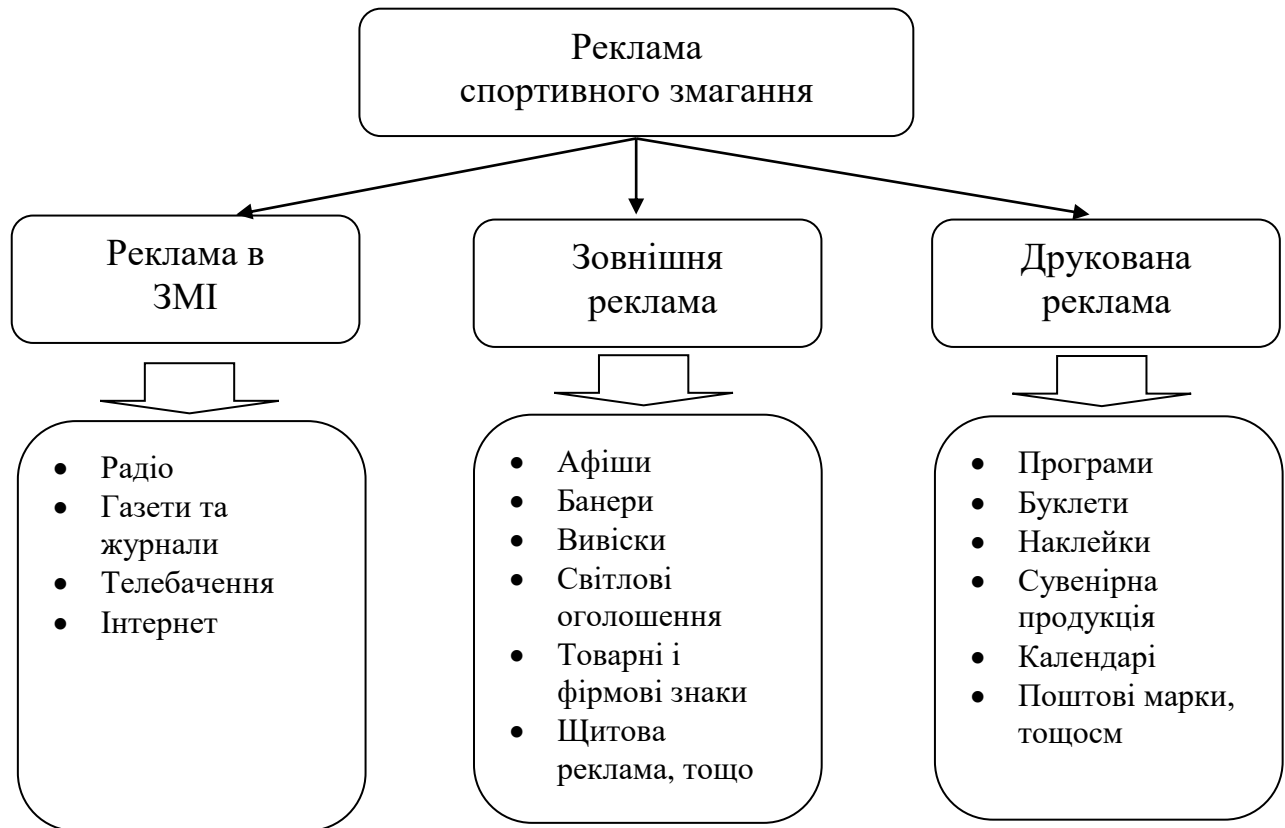 Реклама
спортивного змагання
Реклама в
ЗМІ
Зовнішня
реклама
Друкована
реклама
• Радіо
• Газети та
журнали
• Телебачення
• Інтернет
• Афіши
• Банери
• Вивіски
• Світлові
оголошення
• Товарні і
фірмові знаки
• Щитова
реклама, тощо
• Програми
• Буклети
• Наклейки
• Сувенірна
продукція
• Календарі
• Поштові марки,
тощосм